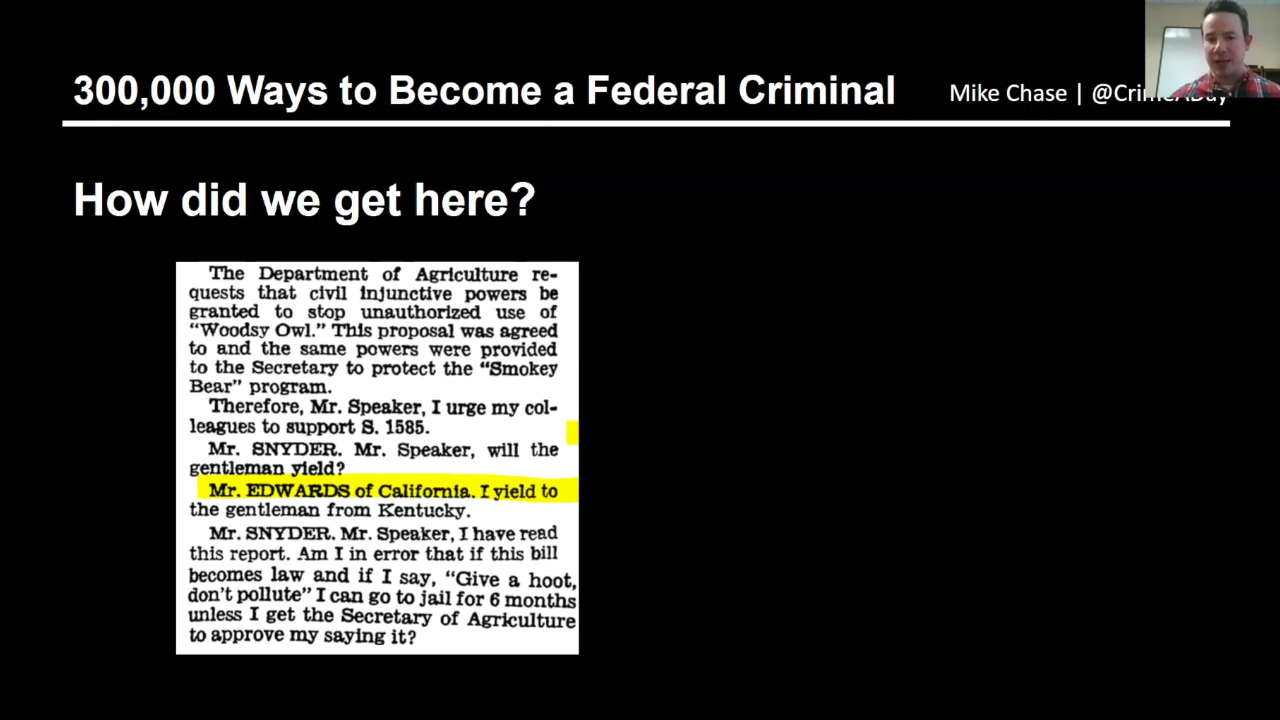 300,000 Ways to Become a Federal Criminal
Mike Chase | @CrimeADay
How did we get here?
The Department of Agriculture re-
quests that civil injunctive powers be
granted to stop unauthorized use of
"Woodsy Owl." This proposal was agreed
to and the same powers were provided
to the Secretary to protect the "Smokey
Bear" program.
Therefore, Mr. Speaker, I urge my col-
leagues to support S. 1585.
Mr. SNYDER. Mr. Speaker, will the
gentleman yield?
Mr. EDWARDS of California. I yield to
the gentleman from Kentucky.
Mr. SNYDER. Mr. Speaker, I have read
this report. Am I in error that if this bill
becomes law and if I say, "Give a hoot,
don't pollute" I can go to jail for 6 months
unless I get the Secretary of Agriculture
to approve my saying it?